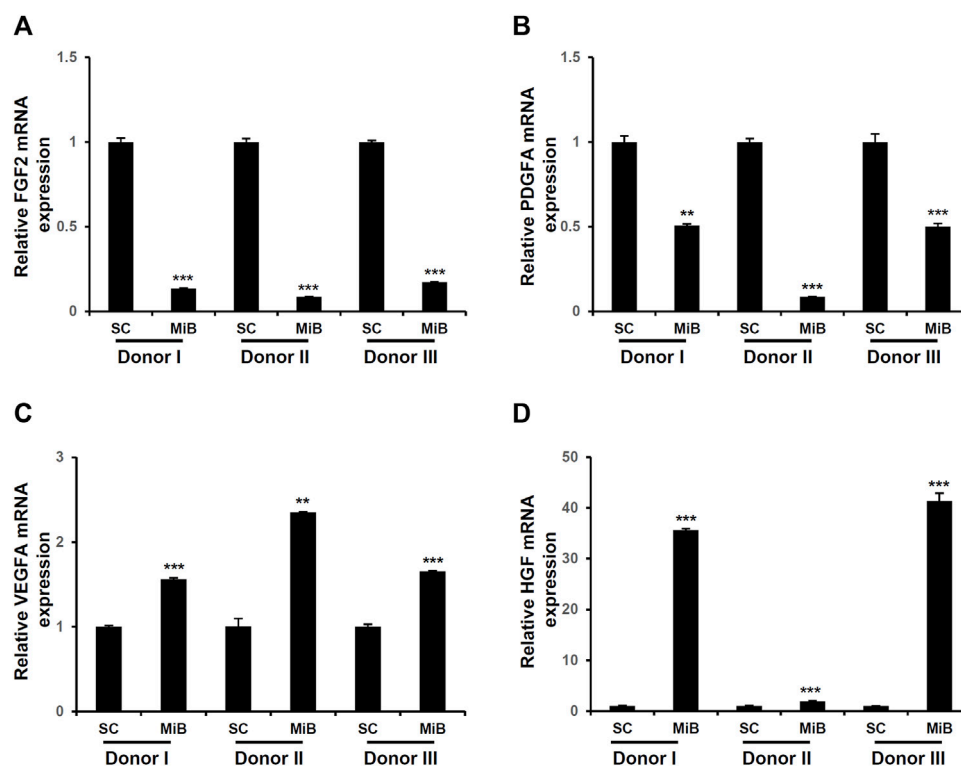 A
Relative FGF2 mRNA
expression
1.5
1
0.5
0
***
***
***
SC MiB SC MiB SC MiB
Donor I Donor II Donor III
B
Relative PDGFA mRNA
expression
1.5
1
0.5
0
**
***
***
SC MiB SC MiB SC MiB
Donor I Donor II Donor III
C
Relative VEGFA mRNA
expression
3
2
1
0
***
**
***
SC MiB SC MiB SC MiB
Donor I Donor II Donor III
D
Relative HGF mRNA
expression
50
40
30
20
10
0
***
***
***
SC MiB SC MiB SC MiB
Donor I Donor II Donor III